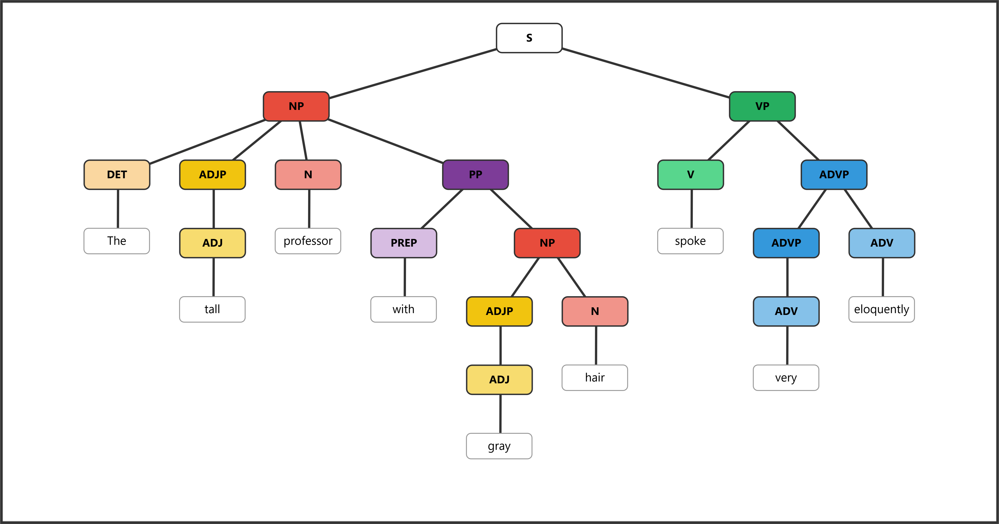 S
NP VP
DET ADJP N PP V ADVP
The ADJ professor PREP NP spoke ADVP ADV
tall with ADJP N ADV eloquently
ADJ hair very
gray